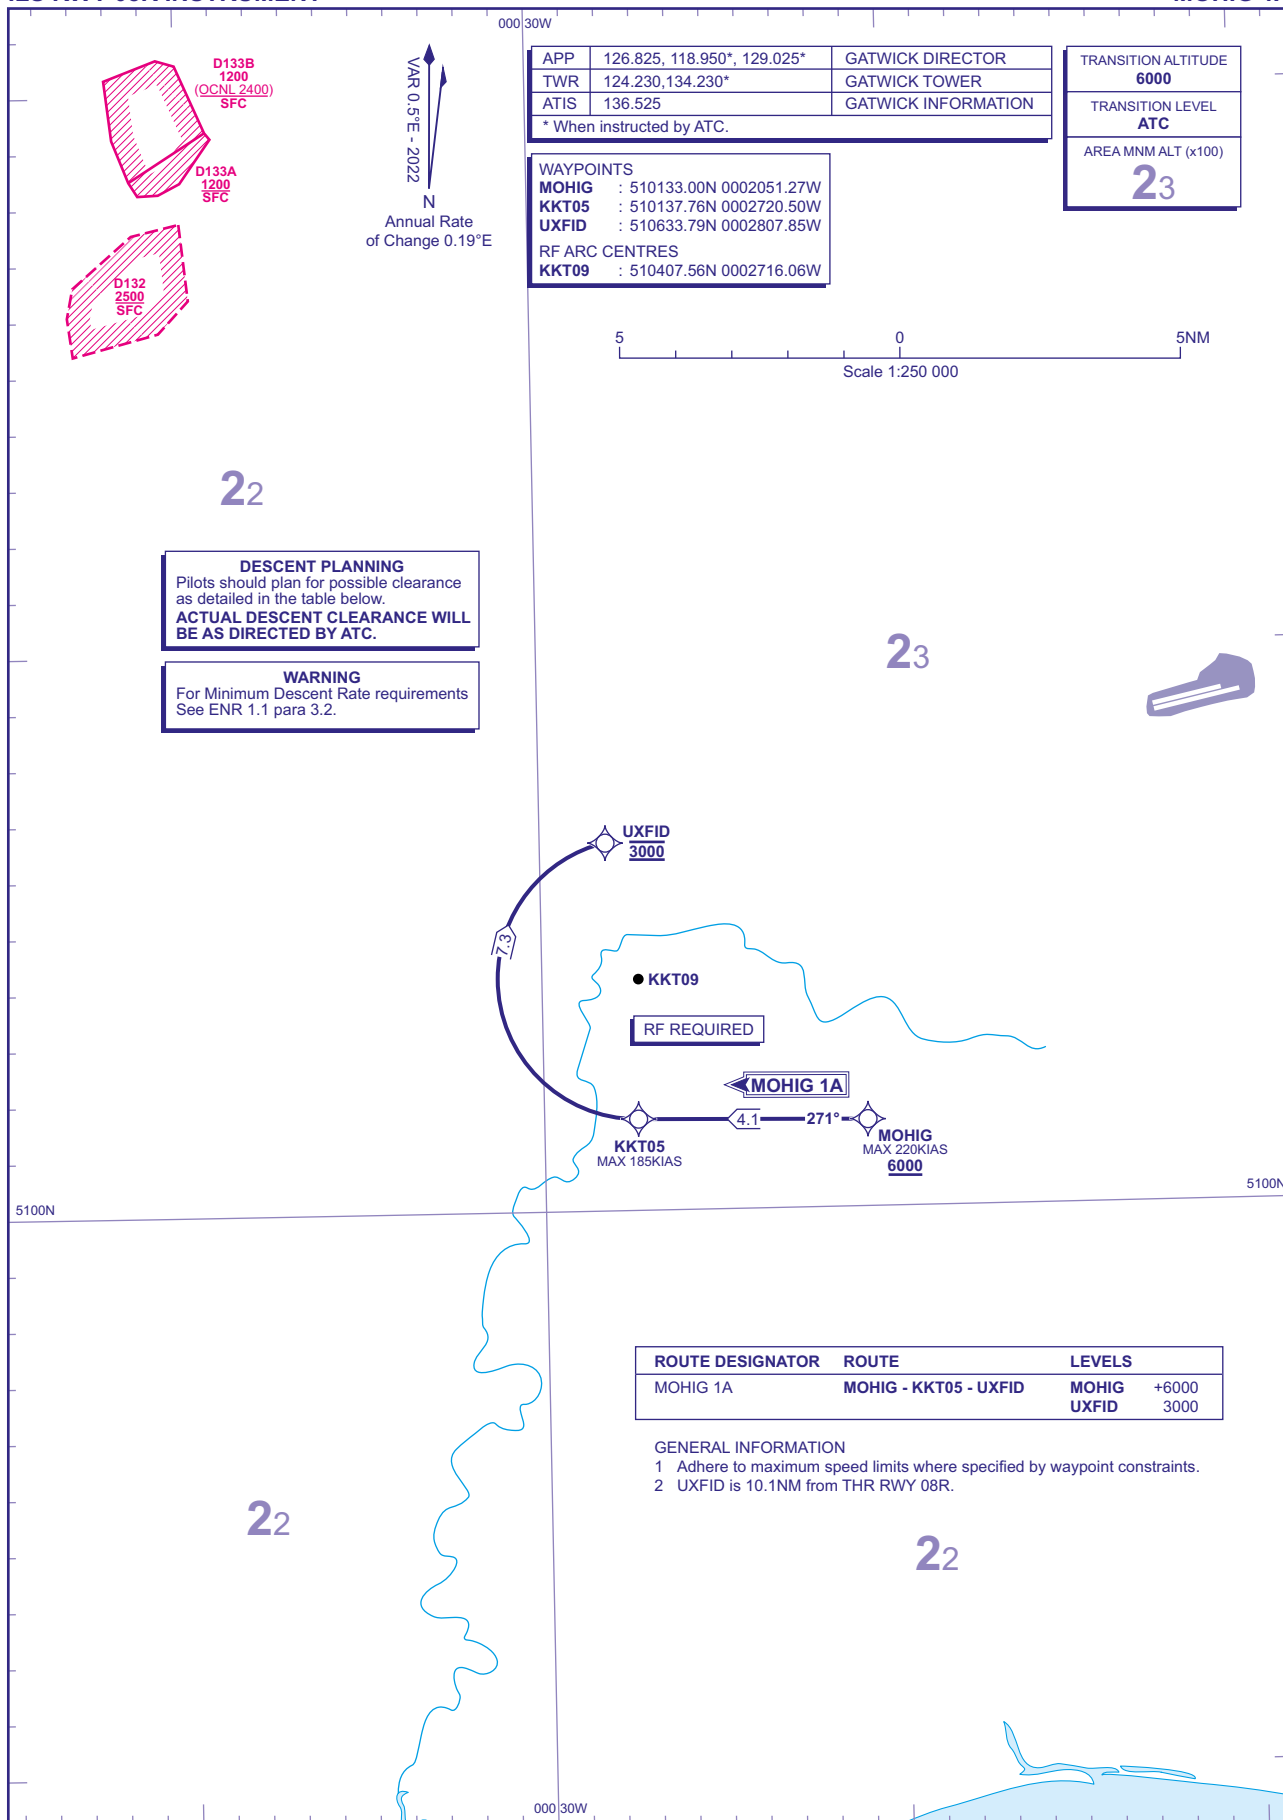 000 30W
D133B
1200
(OCNL 2400)
SFC
D133A
1200
SFC
D132
2500
SFC
VAR 0.5°E - 2022
N
Annual Rate
of Change 0.19°E
APP 126.825, 118.950*, 129.025* GATWICK DIRECTOR
TWR 124.230,134.230* GATWICK TOWER
ATIS 136.525 GATWICK INFORMATION
* When instructed by ATC.
TRANSITION ALTITUDE
6000
TRANSITION LEVEL
ATC
AREA MNM ALT (x100)
23
WAYPOINTS
MOHIG : 510133.00N 0002051.27W
KKT05 : 510137.76N 0002720.50W
UXFID : 510633.79N 0002807.85W
RF ARC CENTRES
KKT09 : 510407.56N 0002716.06W
5 0 5NM
Scale 1:250 000
22
DESCENT PLANNING
Pilots should plan for possible clearance
as detailed in the table below.
ACTUAL DESCENT CLEARANCE WILL
BE AS DIRECTED BY ATC.
23
WARNING
For Minimum Descent Rate requirements
See ENR 1.1 para 3.2.
UXFID
3000
7.3
KKT09
RF REQUIRED
MOHIG 1A
4.1 271°
KKT05
MAX 185KIAS
MOHIG
MAX 220KIAS
6000
5100N
5100N
ROUTE DESIGNATOR ROUTE LEVELS
MOHIG 1A MOHIG - KKT05 - UXFID MOHIG +6000
UXFID 3000
GENERAL INFORMATION
1 Adhere to maximum speed limits where specified by waypoint constraints.
2 UXFID is 10.1NM from THR RWY 08R.
22
22
000 30W